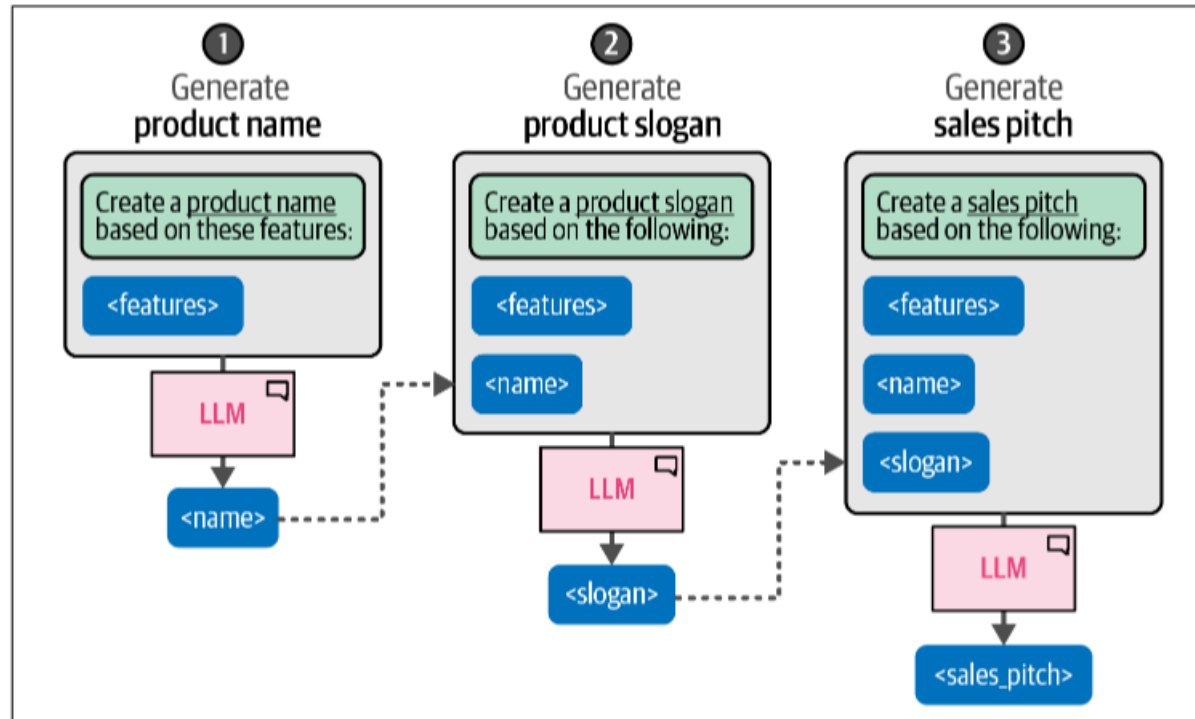 1
Generate
product name
Create a product name
based on these features:
<features>
LLM
<name>
2
Generate
product slogan
Create a product slogan
based on the following:
<features>
<name>
LLM
<slogan>
3
Generate
sales pitch
Create a sales pitch
based on the following:
<features>
<name>
<slogan>
LLM
<sales_pitch>